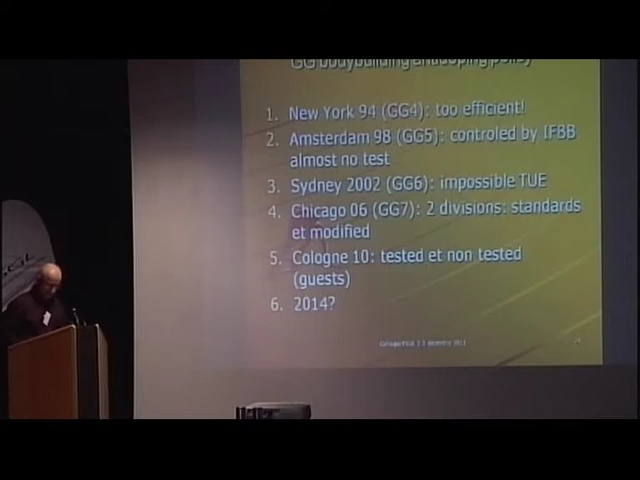 GG bodybuilding antidoping policy
1. New York 94 (GG4): too efficient!
2. Amsterdam 98 (GG5): controled by IFBB
almost no test
3. Sydney 2002 (GG6): impossible TUE
4. Chicago 06 (GG7): 2 divisions: standards
et modified
5. Cologne 10: tested et non tested
(guests)
6. 2014?